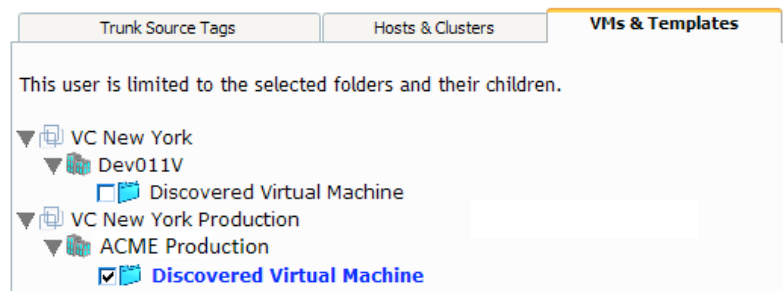 Trunk Source Tags
Hosts & Clusters
VMs & Templates
This user is limited to the selected folders and their children.
VC New York
Dev011V
Discovered Virtual Machine
VC New York Production
ACME Production
Discovered Virtual Machine